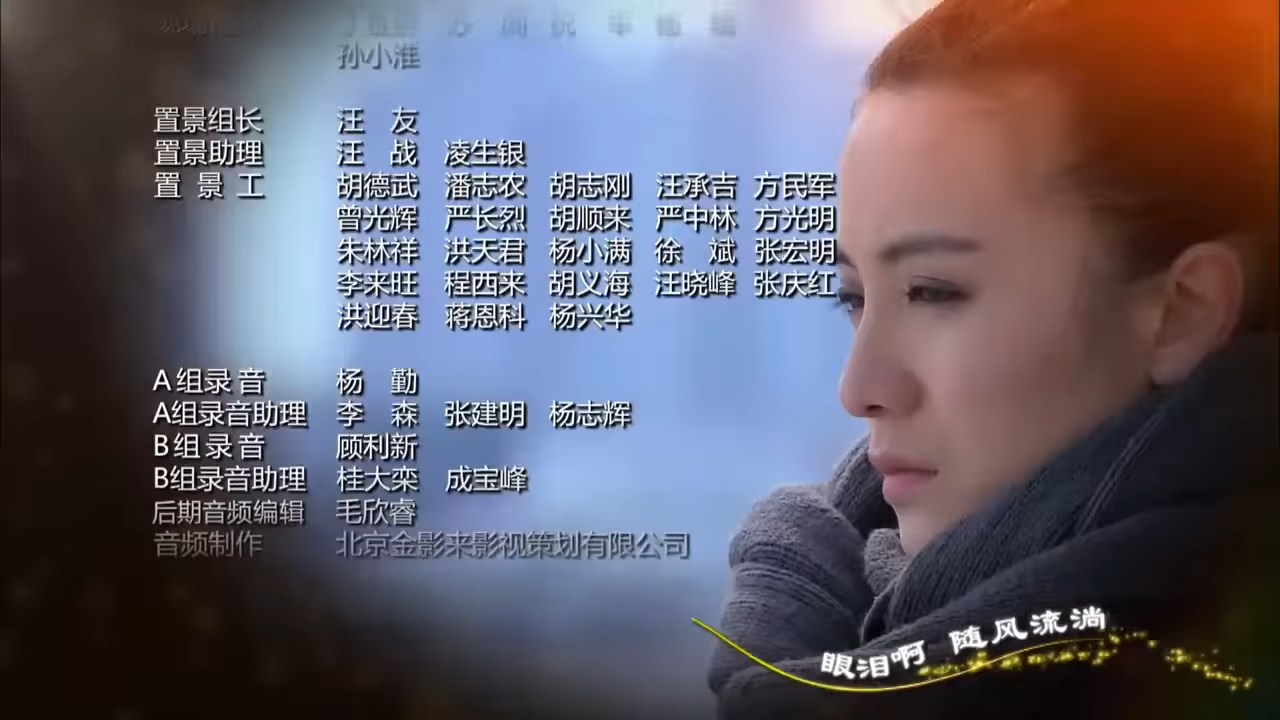 孙小淮
置景组长 汪 友
置景助理 汪 战 凌生银
置 景 工 胡德武 潘志农 胡志刚 汪承吉 方民军
曾光辉 严长烈 胡顺来 严中林 方光明
朱林祥 洪天君 杨小满 徐 斌 张宏明
李来旺 程西来 胡义海 汪晓峰 张庆红
洪迎春 蒋恩科 杨兴华
A 组 录 音 杨 勤
A组录音助理 李 森 张建明 杨志辉
B 组 录 音 顾利新
B组录音助理 桂大栾 成宝峰
后期音频编辑 毛欣睿
音频制作 北京金影来影视策划有限公司
眼泪啊 随风流淌